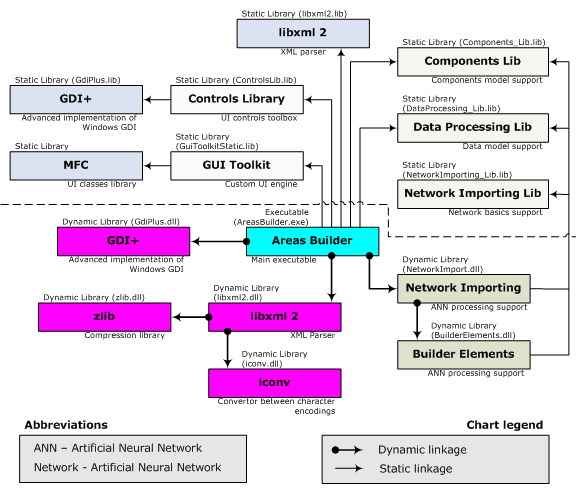 Static Library (libxml2.lib)
libxml 2
XML parser
Static Library (Components_Lib.lib)
Components Lib
Components model support
Static Library (GdiPlus.lib)
GDI+
Advanced implementation of
Windows GDI
Static Library (ControlsLib.lib)
Controls Library
UI controls toolbox
Static Library
(DataProcessing_Lib.lib)
Data Processing Lib
Data model support
Static Library
MFC
UI classes library
Static Library
(GuiToolkitStatic.lib)
GUI Toolkit
Custom UI engine
Static Library
(NetworkImporting_Lib.lib)
Network Importing Lib
Network basics support
Dynamic Library (GdiPlus.dll)
GDI+
Advanced implementation of
Windows GDI
Executable
(AreasBuilder.exe)
Areas Builder
Main executable
Dynamic Library
(NetworkImport.dll)
Network Importing
ANN processing support
Dynamic Library (zlib.dll)
zlib
Compression library
Dynamic Library
(libxml2.dll)
libxml 2
XML Parser
Dynamic Library
(BuilderElements.dll)
Builder Elements
ANN processing support
Dynamic Library
(iconv.dll)
iconv
Convertor between character
encodings
Abbreviations
ANN – Artificial Neural Network
Network - Artificial Neural Network
Chart legend
Dynamic linkage
Static linkage